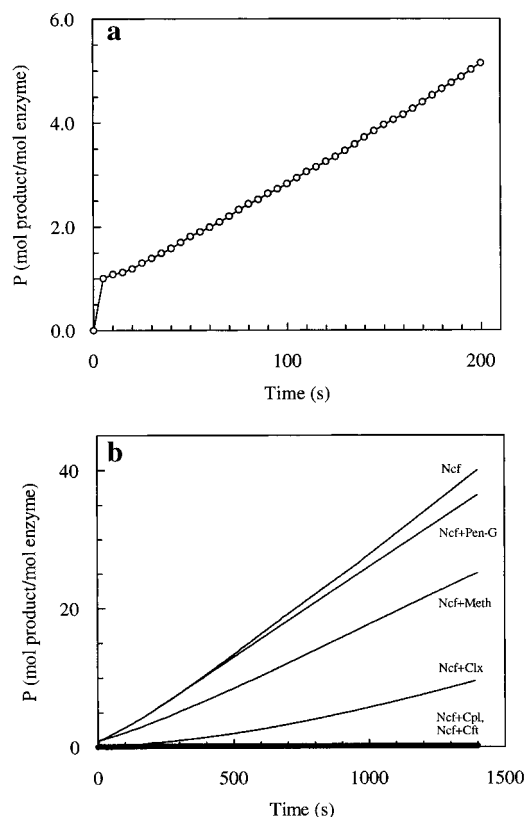 a
6.0
4.0
2.0
0.0
P (mol product/mol enzyme)
0 100 200
Time (s)
b
40
20
0
P (mol product/mol enzyme)
Ncf
Ncf+Pen-G
Ncf+Meth
Ncf+Clx
Ncf+Cpl,
Ncf+Cft
0 500 1000 1500
Time (s)